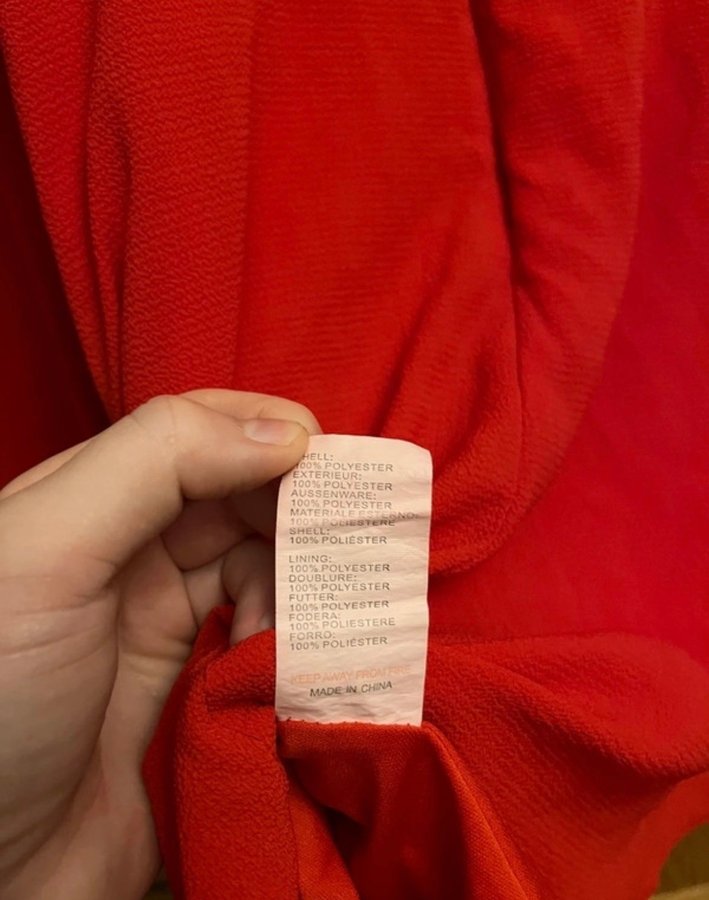 HELL:
100% POLYESTER
EXTERIEUR:
100% POLYESTER
AUSSENWARE:
100% POLYESTER
MATERIALE ESTERNO:
100% POLIESTERE
SHELL:
100% POLIÉSTER
LINING:
100% POLYESTER
DOUBLURE:
100% POLYESTER
FUTTER:
100% POLYESTER
FODERA:
100% POLIESTERE
FORRO:
100% POLIÉSTER
KEEP AWAY FROM FIRE
MADE IN CHINA